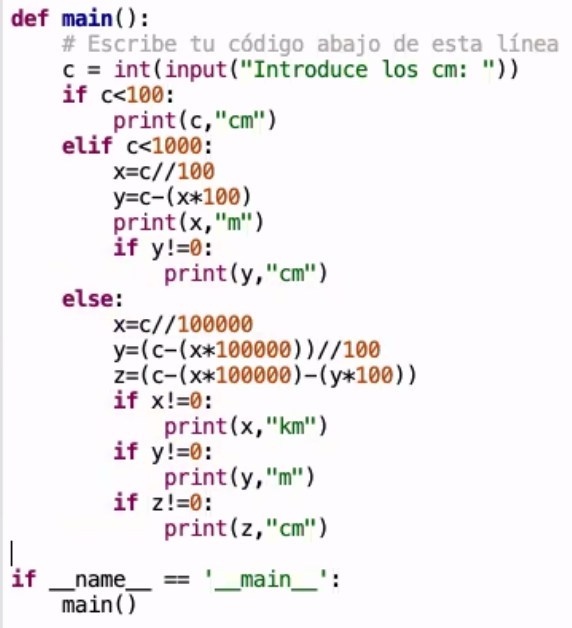 def main():
    # Escribe tu código abajo de esta línea
    c = int(input("Introduce los cm: "))
    if c<100:
        print(c,"cm")
    elif c<1000:
        x=c//100
        y=c-(x*100)
        print(x,"m")
        if y!=0:
            print(y,"cm")
    else:
        x=c//100000
        y=(c-(x*100000))//100
        z=(c-(x*100000)-(y*100))
        if x!=0:
            print(x,"km")
        if y!=0:
            print(y,"m")
        if z!=0:
            print(z,"cm")
if __name__ == '__main__':
    main()